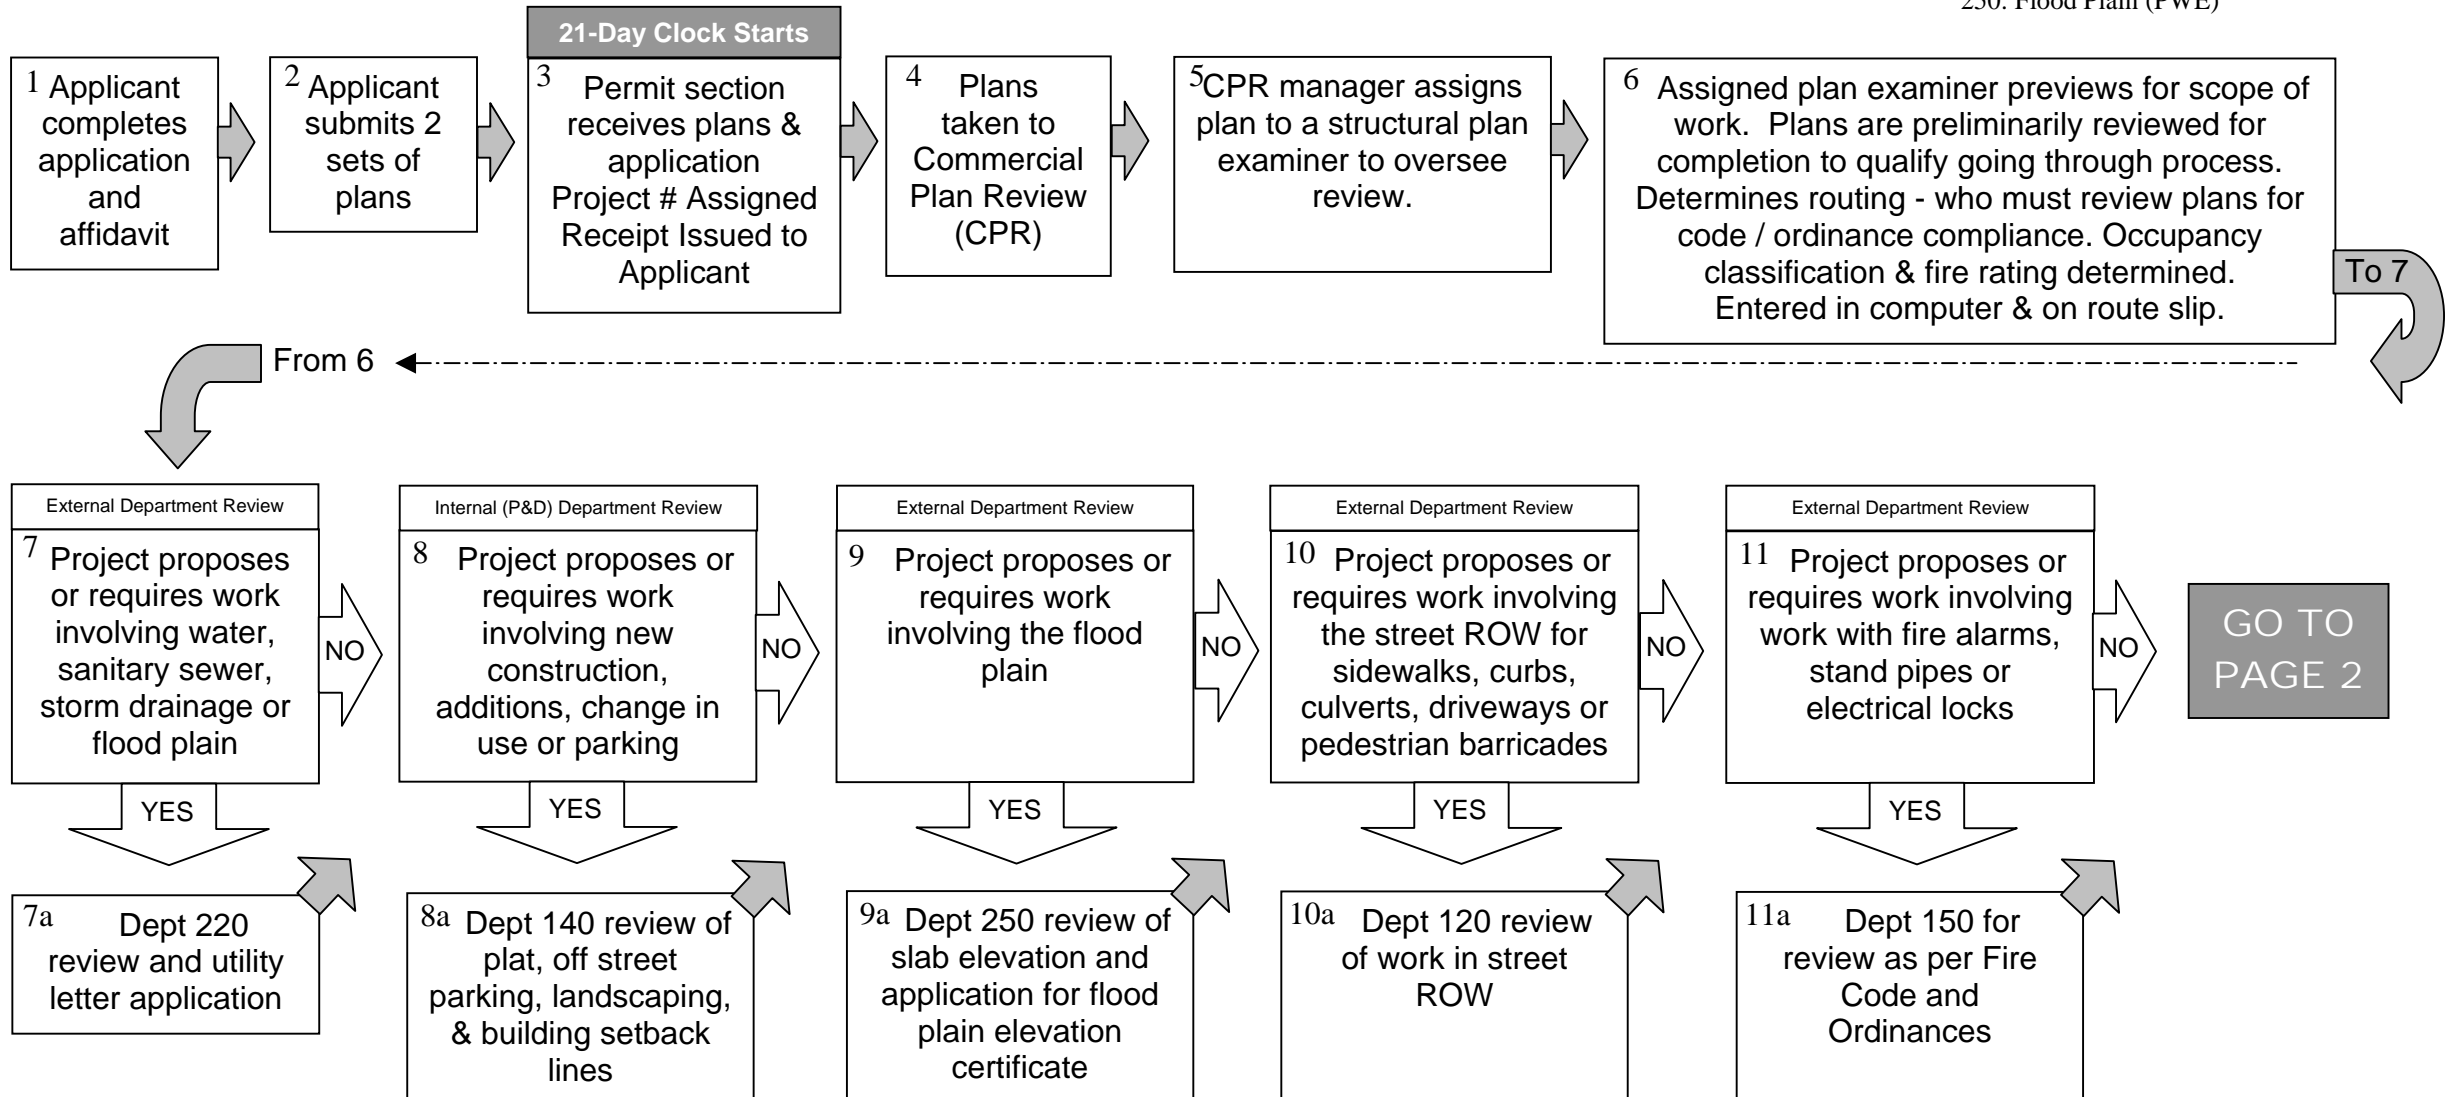 250: Flood Plain (PWE)
21-Day Clock Starts
1 Applicant
completes
application
and
affidavit
2 Applicant
submits 2
sets of
plans
3 Permit section
receives plans &
application
Project # Assigned
Receipt Issued to
Applicant
4 Plans
taken to
Commercial
Plan Review
(CPR)
5 CPR manager assigns
plan to a structural plan
examiner to oversee
review.
6 Assigned plan examiner previews for scope of
work. Plans are preliminarily reviewed for
completion to qualify going through process.
Determines routing - who must review plans for
code / ordinance compliance. Occupancy
classification & fire rating determined.
Entered in computer & on route slip.
To 7
From 6
External Department Review
7 Project proposes
or requires work
involving water,
sanitary sewer,
storm drainage or
flood plain
NO
YES
7a Dept 220
review and utility
letter application
Internal (P&D) Department Review
8 Project proposes or
requires work
involving new
construction,
additions, change in
use or parking
NO
YES
8a Dept 140 review of
plat, off street
parking, landscaping,
& building setback
lines
External Department Review
9 Project proposes or
requires work
involving the flood
plain
NO
YES
9a Dept 250 review of
slab elevation and
application for flood
plain elevation
certificate
External Department Review
10 Project proposes or
requires work involving
the street ROW for
sidewalks, curbs,
culverts, driveways or
pedestrian barricades
NO
YES
10a Dept 120 review
of work in street
ROW
External Department Review
11 Project proposes or
requires work involving
work with fire alarms,
stand pipes or
electrical locks
NO
YES
11a Dept 150 for
review as per Fire
Code and
Ordinances
GO TO
PAGE 2